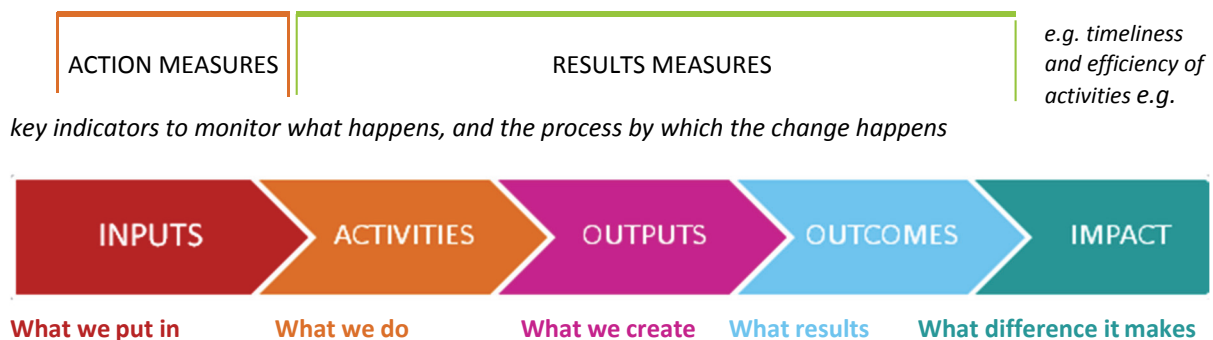 ACTION MEASURES
RESULTS MEASURES
e.g. timeliness
and efficiency of
activities e.g.
key indicators to monitor what happens, and the process by which the change happens
INPUTS
ACTIVITIES
OUTPUTS
OUTCOMES
IMPACT
What we put in
What we do
What we create
What results
What difference it makes